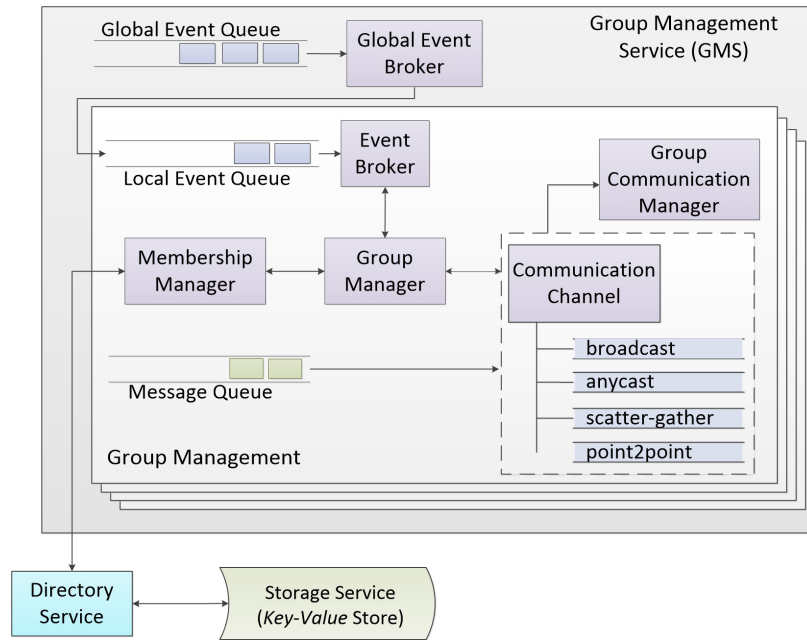 Global Event Queue
Global Event
Broker
Group Management
Service (GMS)
Local Event Queue
Event
Broker
Group
Communication
Manager
Membership
Manager
Group
Manager
Communication
Channel
broadcast
anycast
scatter-gather
point2point
Message Queue
Group Management
Directory
Service
Storage Service
(Key-Value Store)